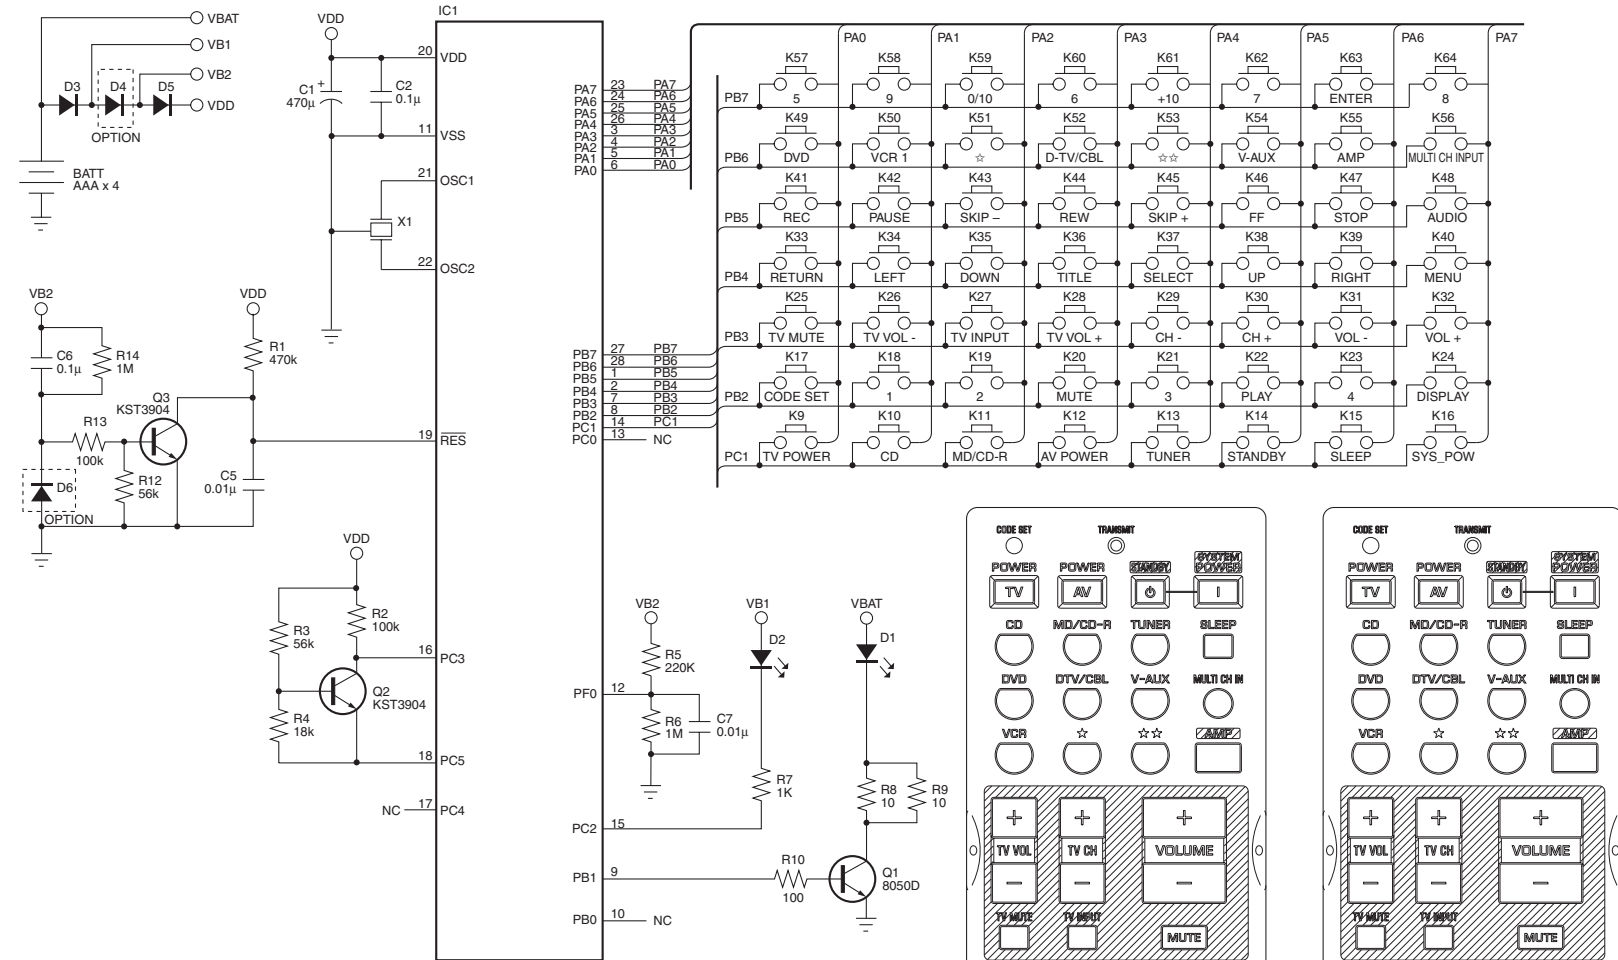 VBAT
VB1
VB2
VDD
D3
D4
D5
OPTION
BATT
AAA x 4
VDD
C1
+
470µ
C2
0.1µ
X1
IC1
20 VDD
11 VSS
21 OSC1
22 OSC2
19 RES
16 PC3
18 PC5
NC 17 PC4
PA7 23 PA7
PA6 24 PA6
PA5 25 PA5
PA4 26 PA4
PA3 3 PA3
PA2 4 PA2
PA1 5 PA1
PA0 6 PA0
PB7 27 PB7
PB6 28 PB6
PB5 1 PB5
PB4 2 PB4
PB3 7 PB3
PB2 8 PB2
PC1 14 PC1
PC0 13 NC
PF0 12
PC2 15
PB1 9
PB0 10 NC
VB2
C6
0.1µ
R14
1M
VDD
R1
470k
Q3
KST3904
R13
100k
R12
56k
C5
0.01µ
D6
OPTION
VDD
R3
56k
R2
100k
Q2
KST3904
R4
18k
VB2
R5
220K
R6
1M
C7
0.01µ
VB1
D2
R7
1K
VBAT
D1
R8
10
R9
10
R10
100
Q1
8050D
PA0 PA1 PA2 PA3 PA4 PA5 PA6 PA7
K57 K58 K59 K60 K61 K62 K63 K64
PB7 5 9 0/10 6 +10 7 ENTER 8
K49 K50 K51 K52 K53 K54 K55 K56
PB6 DVD VCR 1 ☆ D-TV/CBL ☆☆ V-AUX AMP MULTI CH INPUT
K41 K42 K43 K44 K45 K46 K47 K48
PB5 REC PAUSE SKIP – REW SKIP + FF STOP AUDIO
K33 K34 K35 K36 K37 K38 K39 K40
PB4 RETURN LEFT DOWN TITLE SELECT UP RIGHT MENU
K25 K26 K27 K28 K29 K30 K31 K32
PB3 TV MUTE TV VOL - TV INPUT TV VOL + CH - CH + VOL - VOL +
K17 K18 K19 K20 K21 K22 K23 K24
PB2 CODE SET 1 2 MUTE 3 PLAY 4 DISPLAY
K9 K10 K11 K12 K13 K14 K15 K16
PC1 TV POWER CD MD/CD-R AV POWER TUNER STANDBY SLEEP SYS_POW
CODE SET TRANSMIT
SYSTEM
POWER POWER STANDBY POWER
TV AV ⏻ I
CD MD/CD-R TUNER SLEEP
DVD DTV/CBL V-AUX MULTI CH IN
VCR ☆ ☆☆ AMP
+ + +
TV VOL TV CH VOLUME
– – –
TV MUTE TV INPUT
MUTE
CODE SET TRANSMIT
SYSTEM
POWER POWER STANDBY POWER
TV AV ⏻ I
CD MD/CD-R TUNER SLEEP
DVD DTV/CBL V-AUX MULTI CH IN
VCR ☆ ☆☆ AMP
+ + +
TV VOL TV CH VOLUME
– – –
TV MUTE TV INPUT
MUTE